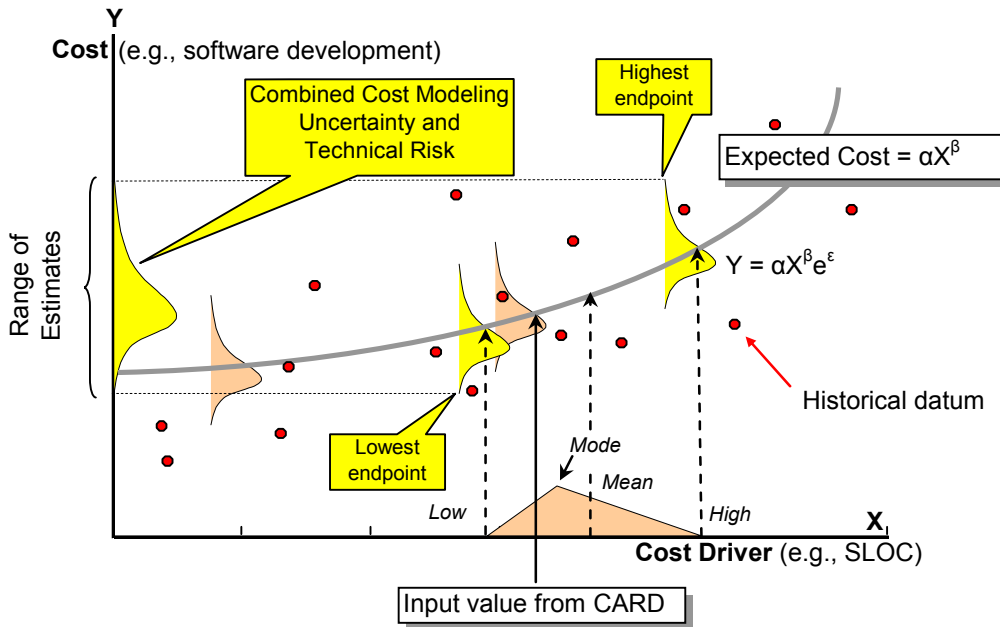 Y
Cost (e.g., software development)
Combined Cost Modeling
Uncertainty and
Technical Risk
Highest
endpoint
Expected Cost = αX^β
Y = αX^βe^ε
Range of
Estimates
Historical datum
Lowest
endpoint
Mode
Mean
Low
High
X
Cost Driver (e.g., SLOC)
Input value from CARD